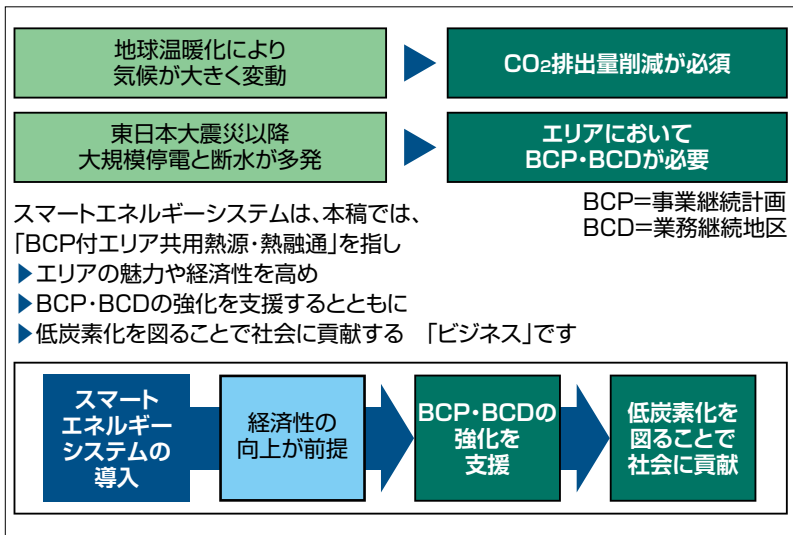 地球温暖化により
気候が大きく変動
CO₂排出量削減が必須
東日本大震災以降
大規模停電と断水が多発
エリアにおいて
BCP・BCDが必要
BCP=事業継続計画
BCD=業務継続地区
スマートエネルギーシステムは、本稿では、
「BCP付エリア共用熱源・熱融通」を指し
▶エリアの魅力や経済性を高め
▶BCP・BCDの強化を支援するとともに
▶低炭素化を図ることで社会に貢献する 「ビジネス」です
スマート
エネルギー
システムの
導入
経済性の
向上が前提
BCP・BCDの
強化を
支援
低炭素化を
図ることで
社会に貢献